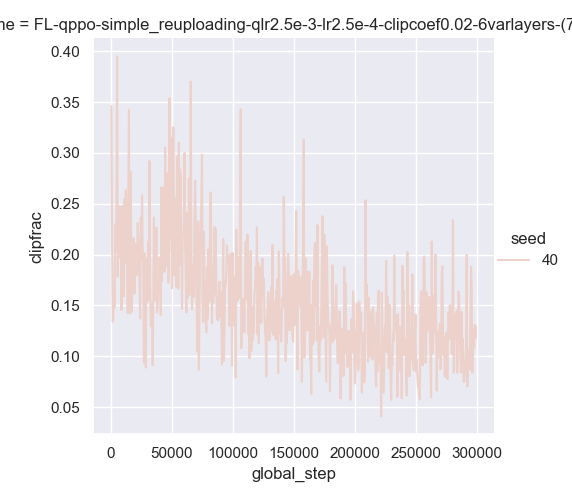 ne = FL-qppo-simple_reuploading-qlr2.5e-3-lr2.5e-4-clipcoef0.02-6varlayers-(7
0.40
0.35
0.30
0.25
0.20
0.15
0.10
0.05
clipfrac
0 50000 100000 150000 200000 250000 300000
global_step
seed
40